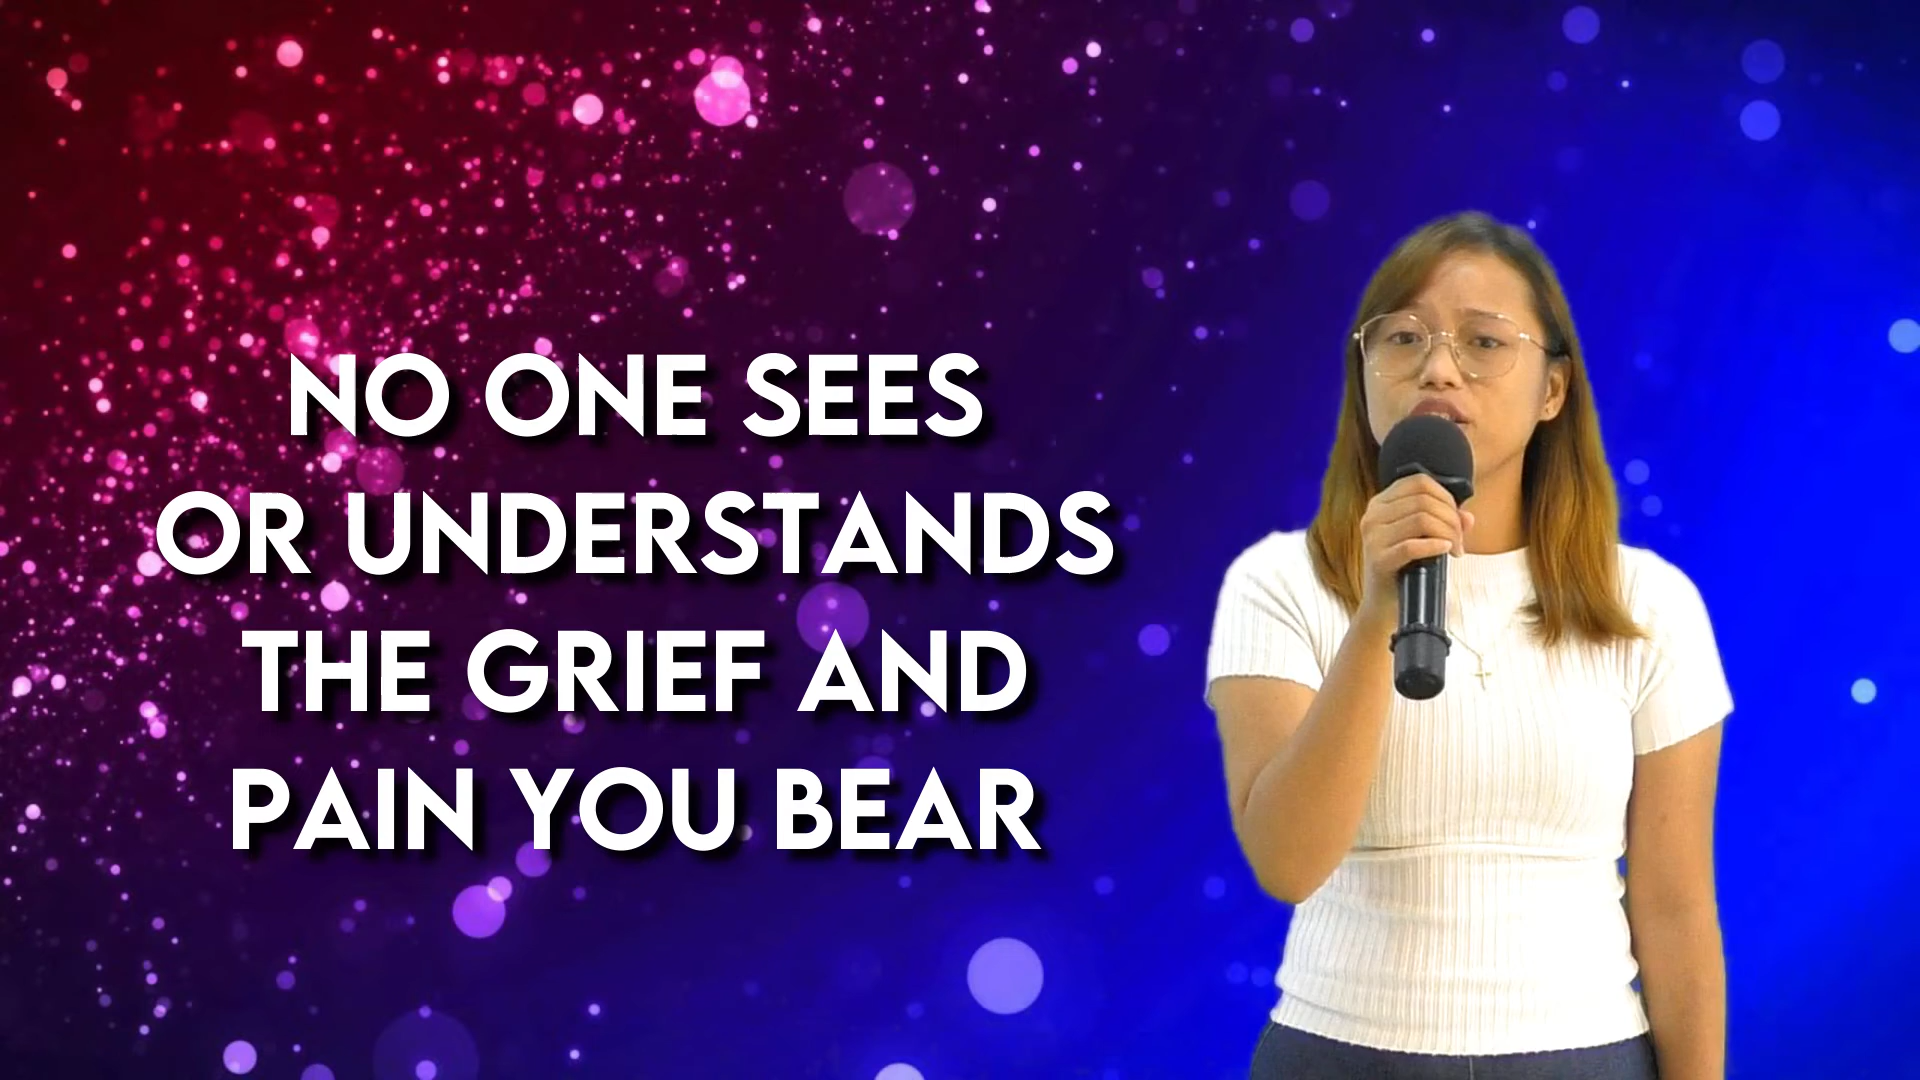 NO ONE SEES
OR UNDERSTANDS
THE GRIEF AND
PAIN YOU BEAR